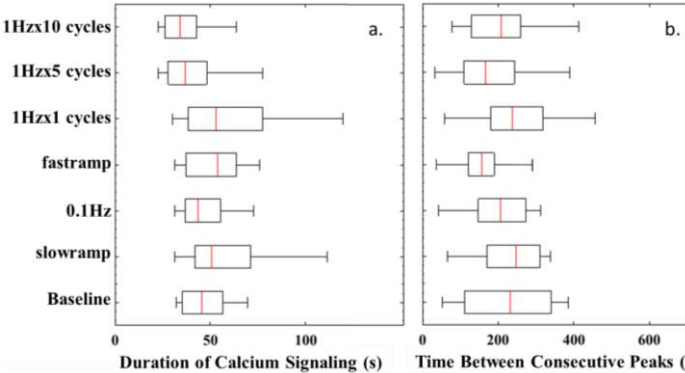 1Hzx10 cycles
1Hzx5 cycles
1Hzx1 cycles
fastramp
0.1Hz
slowramp
Baseline
a.
0 50 100
Duration of Calcium Signaling (s)
b.
0 200 400 600
Time Between Consecutive Peaks (